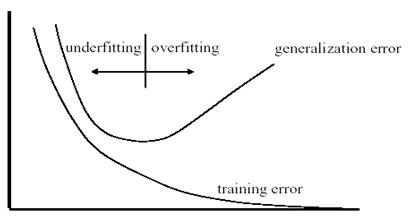 underfitting overfitting
generalization error
training error